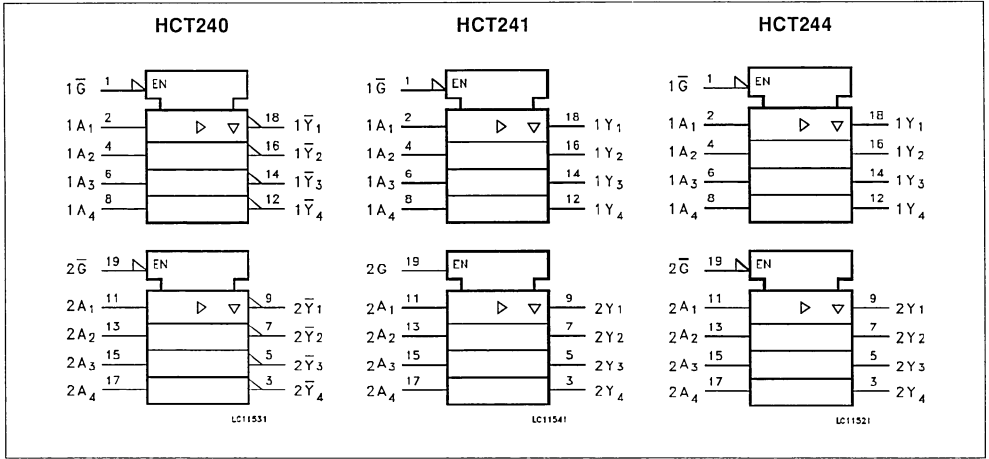 HCT240 HCT241 HCT244
1G̅ 1 EN
1A1 2 ▷ ▽ 18 1Y̅1
1A2 4 16 1Y̅2
1A3 6 14 1Y̅3
1A4 8 12 1Y̅4
2G̅ 19 EN
2A1 11 ▷ ▽ 9 2Y̅1
2A2 13 7 2Y̅2
2A3 15 5 2Y̅3
2A4 17 3 2Y̅4
LC11531
1G̅ 1 EN
1A1 2 ▷ ▽ 18 1Y1
1A2 4 16 1Y2
1A3 6 14 1Y3
1A4 8 12 1Y4
2G 19 EN
2A1 11 ▷ ▽ 9 2Y1
2A2 13 7 2Y2
2A3 15 5 2Y3
2A4 17 3 2Y4
LC11541
1G̅ 1 EN
1A1 2 ▷ ▽ 18 1Y1
1A2 4 16 1Y2
1A3 6 14 1Y3
1A4 8 12 1Y4
2G̅ 19 EN
2A1 11 ▷ ▽ 9 2Y1
2A2 13 7 2Y2
2A3 15 5 2Y3
2A4 17 3 2Y4
LC11521